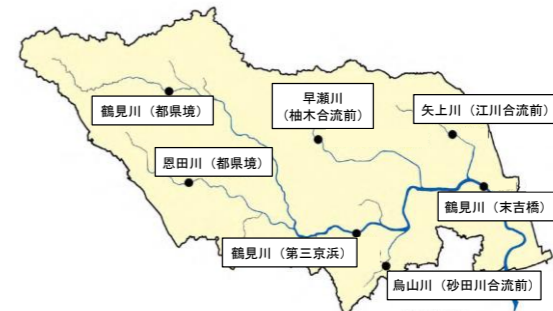 鶴見川（都県境）
早瀬川
（柚木合流前）
矢上川（江川合流前）
恩田川（都県境）
鶴見川（末吉橋）
鶴見川（第三京浜）
鳥山川（砂田川合流前）